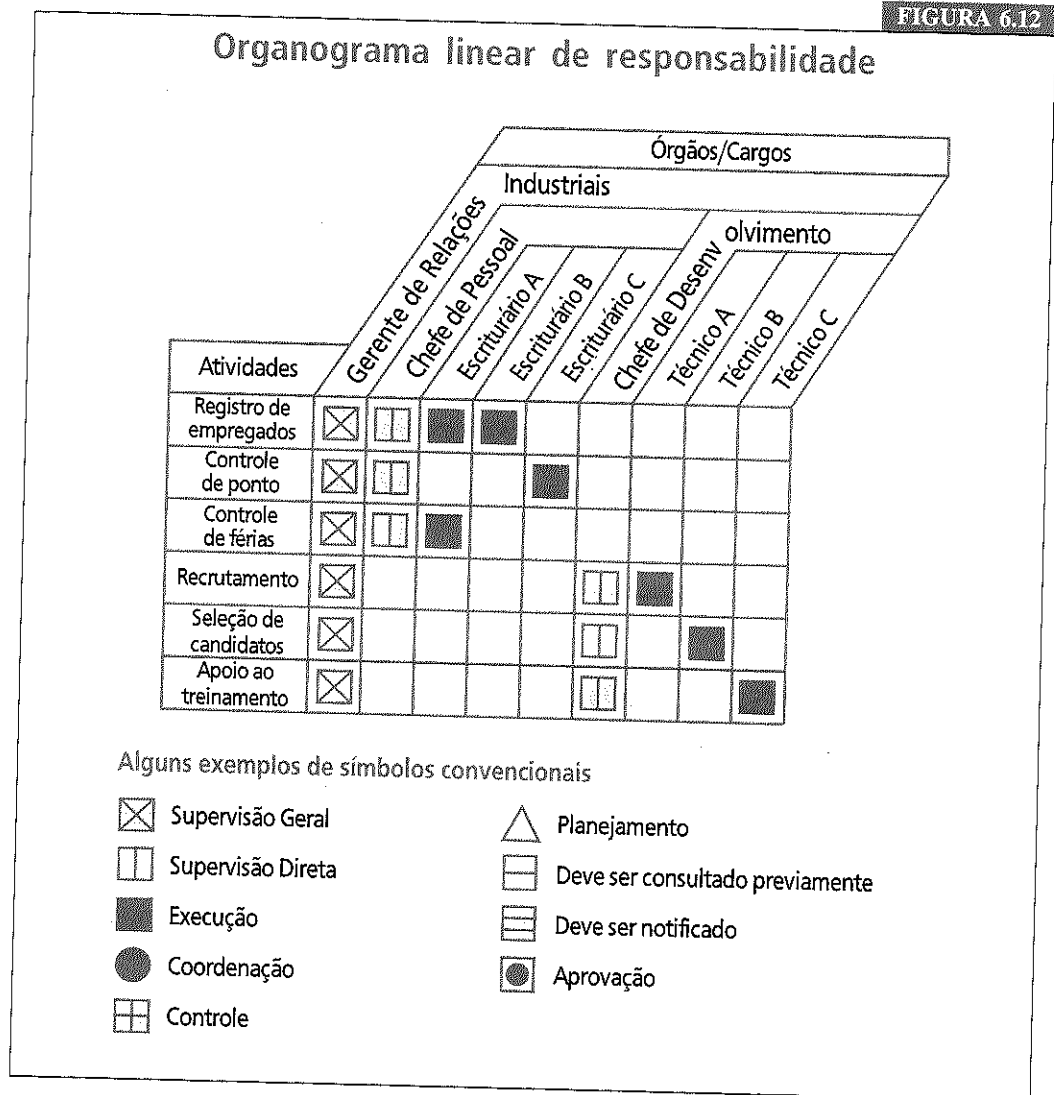 FIGURA 6.12
Organograma linear de responsabilidade
Órgãos/Cargos
Gerente de Relações Industriais
Chefe de Pessoal
Escriturário A
Escriturário B
Escriturário C
Chefe de Desenvolvimento
Técnico A
Técnico B
Técnico C
Atividades
Registro de
empregados
Controle
de ponto
Controle
de férias
Recrutamento
Seleção de
candidatos
Apoio ao
treinamento
Alguns exemplos de símbolos convencionais
Supervisão Geral
Supervisão Direta
Execução
Coordenação
Controle
Planejamento
Deve ser consultado previamente
Deve ser notificado
Aprovação